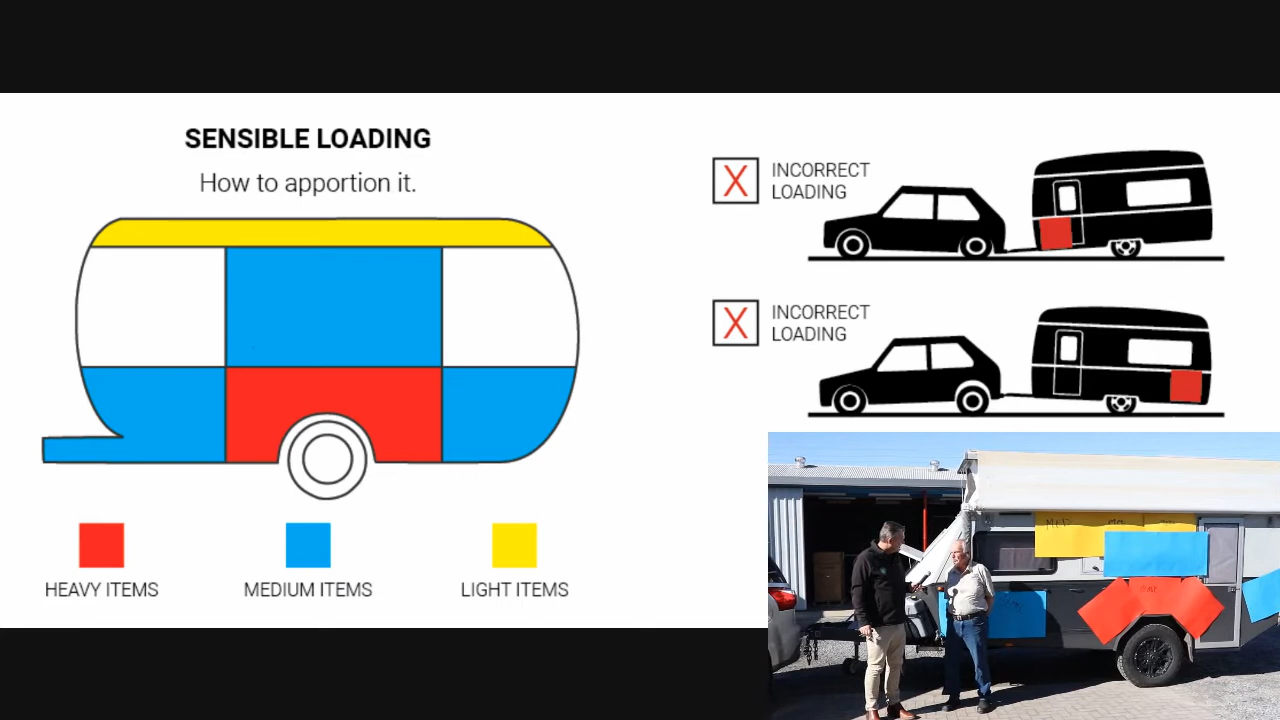 SENSIBLE LOADING
How to apportion it.
HEAVY ITEMS
MEDIUM ITEMS
LIGHT ITEMS
X
INCORRECT
LOADING
X
INCORRECT
LOADING